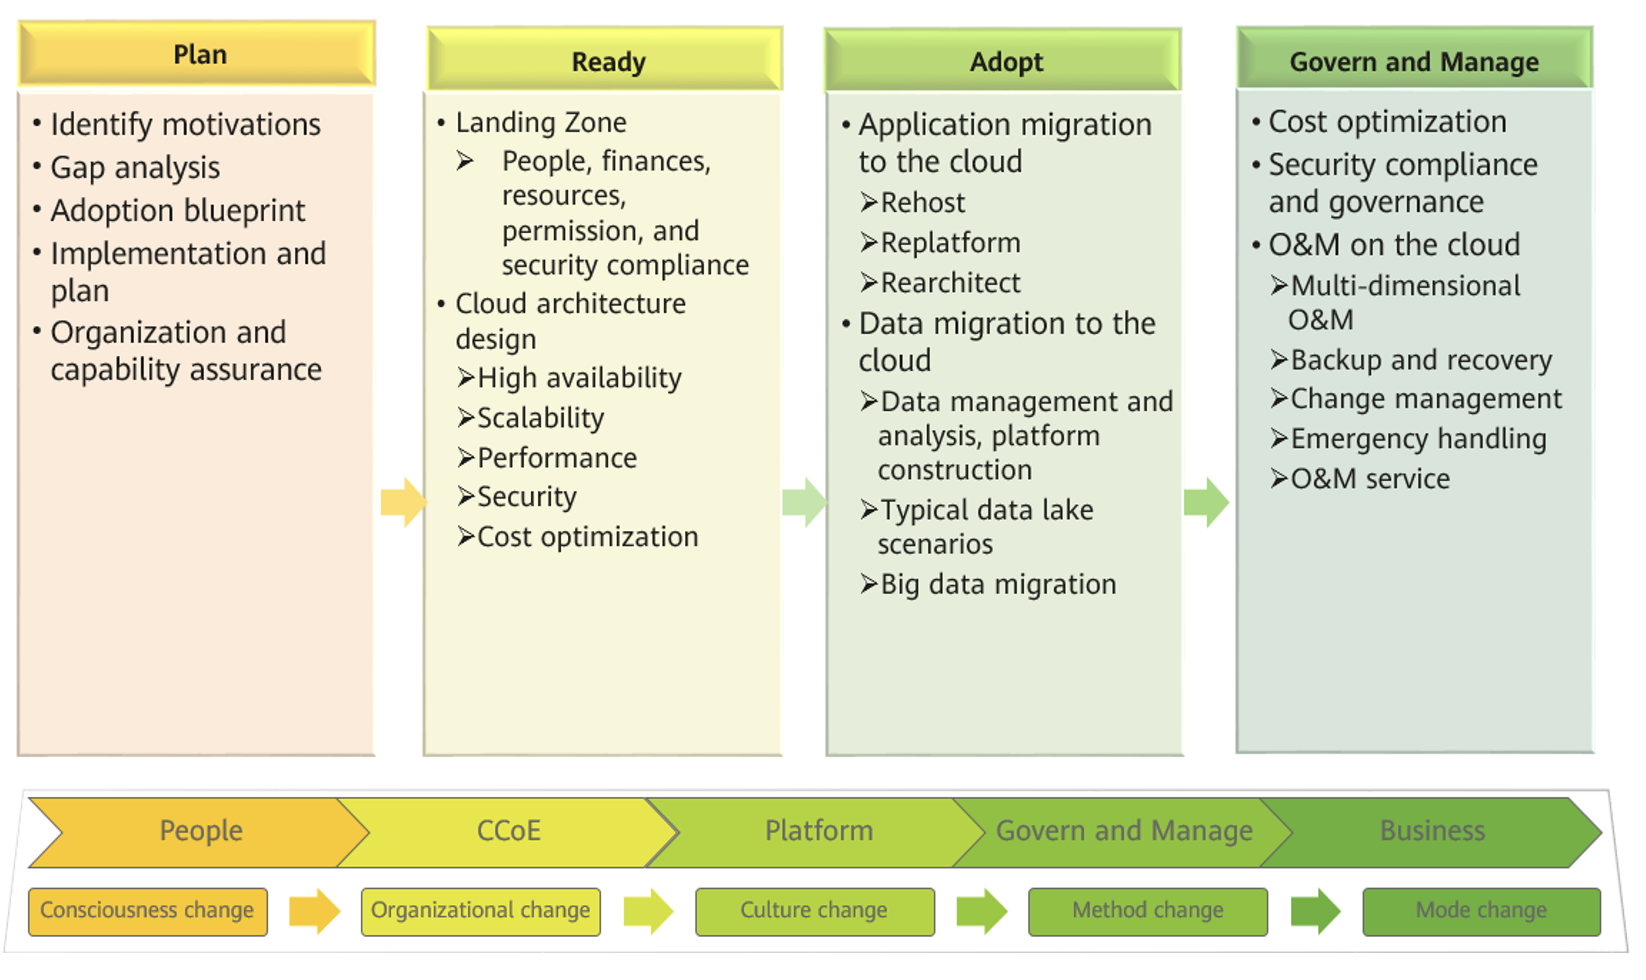 Plan
• Identify motivations
• Gap analysis
• Adoption blueprint
• Implementation and
plan
• Organization and
capability assurance
Ready
• Landing Zone
➢ People, finances,
resources,
permission, and
security compliance
• Cloud architecture
design
➢High availability
➢Scalability
➢Performance
➢Security
➢Cost optimization
Adopt
• Application migration
to the cloud
➢Rehost
➢Replatform
➢Rearchitect
• Data migration to the
cloud
➢Data management and
analysis, platform
construction
➢Typical data lake
scenarios
➢Big data migration
Govern and Manage
• Cost optimization
• Security compliance
and governance
• O&M on the cloud
➢Multi-dimensional
O&M
➢Backup and recovery
➢Change management
➢Emergency handling
➢O&M service
People
CCoE
Platform
Govern and Manage
Business
Consciousness change
Organizational change
Culture change
Method change
Mode change